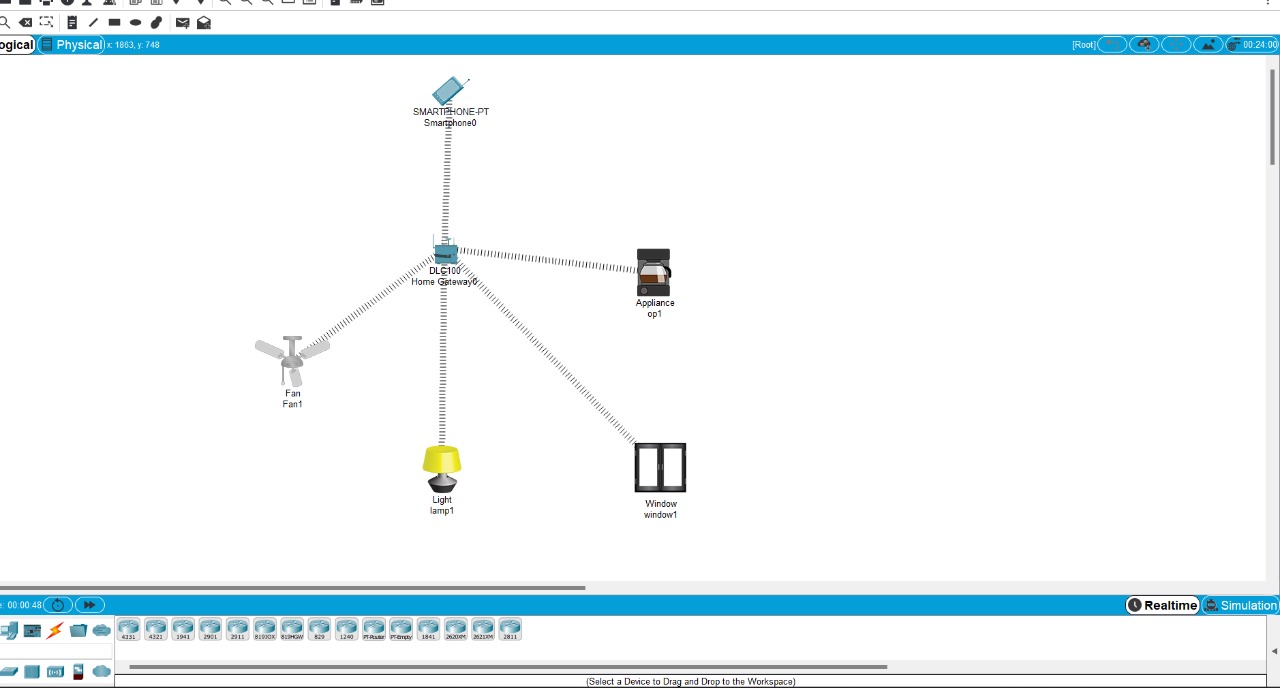 ogical Physical x: 1863, y: 748 [Root] 00:24:00
SMARTPHONE-PT
Smartphone0
DLC100
Home Gateway0
Appliance
op1
Fan
Fan1
Light
lamp1
Window
window1
: 00:00:48 Realtime Simulation
4331 4321 1941 2901 2911 819IOX 819HGW 829 1240 PT-Router PT-Empty 1841 2620XM 2621XM 2811
(Select a Device to Drag and Drop to the Workspace)